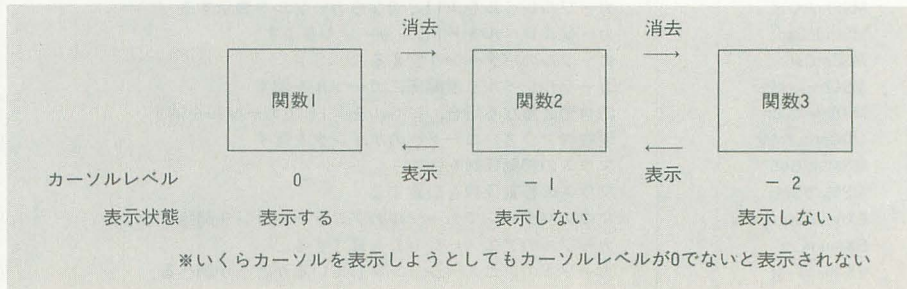 消去 消去
→ →
関数1 関数2 関数3
← ←
表示 表示
カーソルレベル 0 －1 －2
表示状態 表示する 表示しない 表示しない
※いくらカーソルを表示しようとしてもカーソルレベルが0でないと表示されない